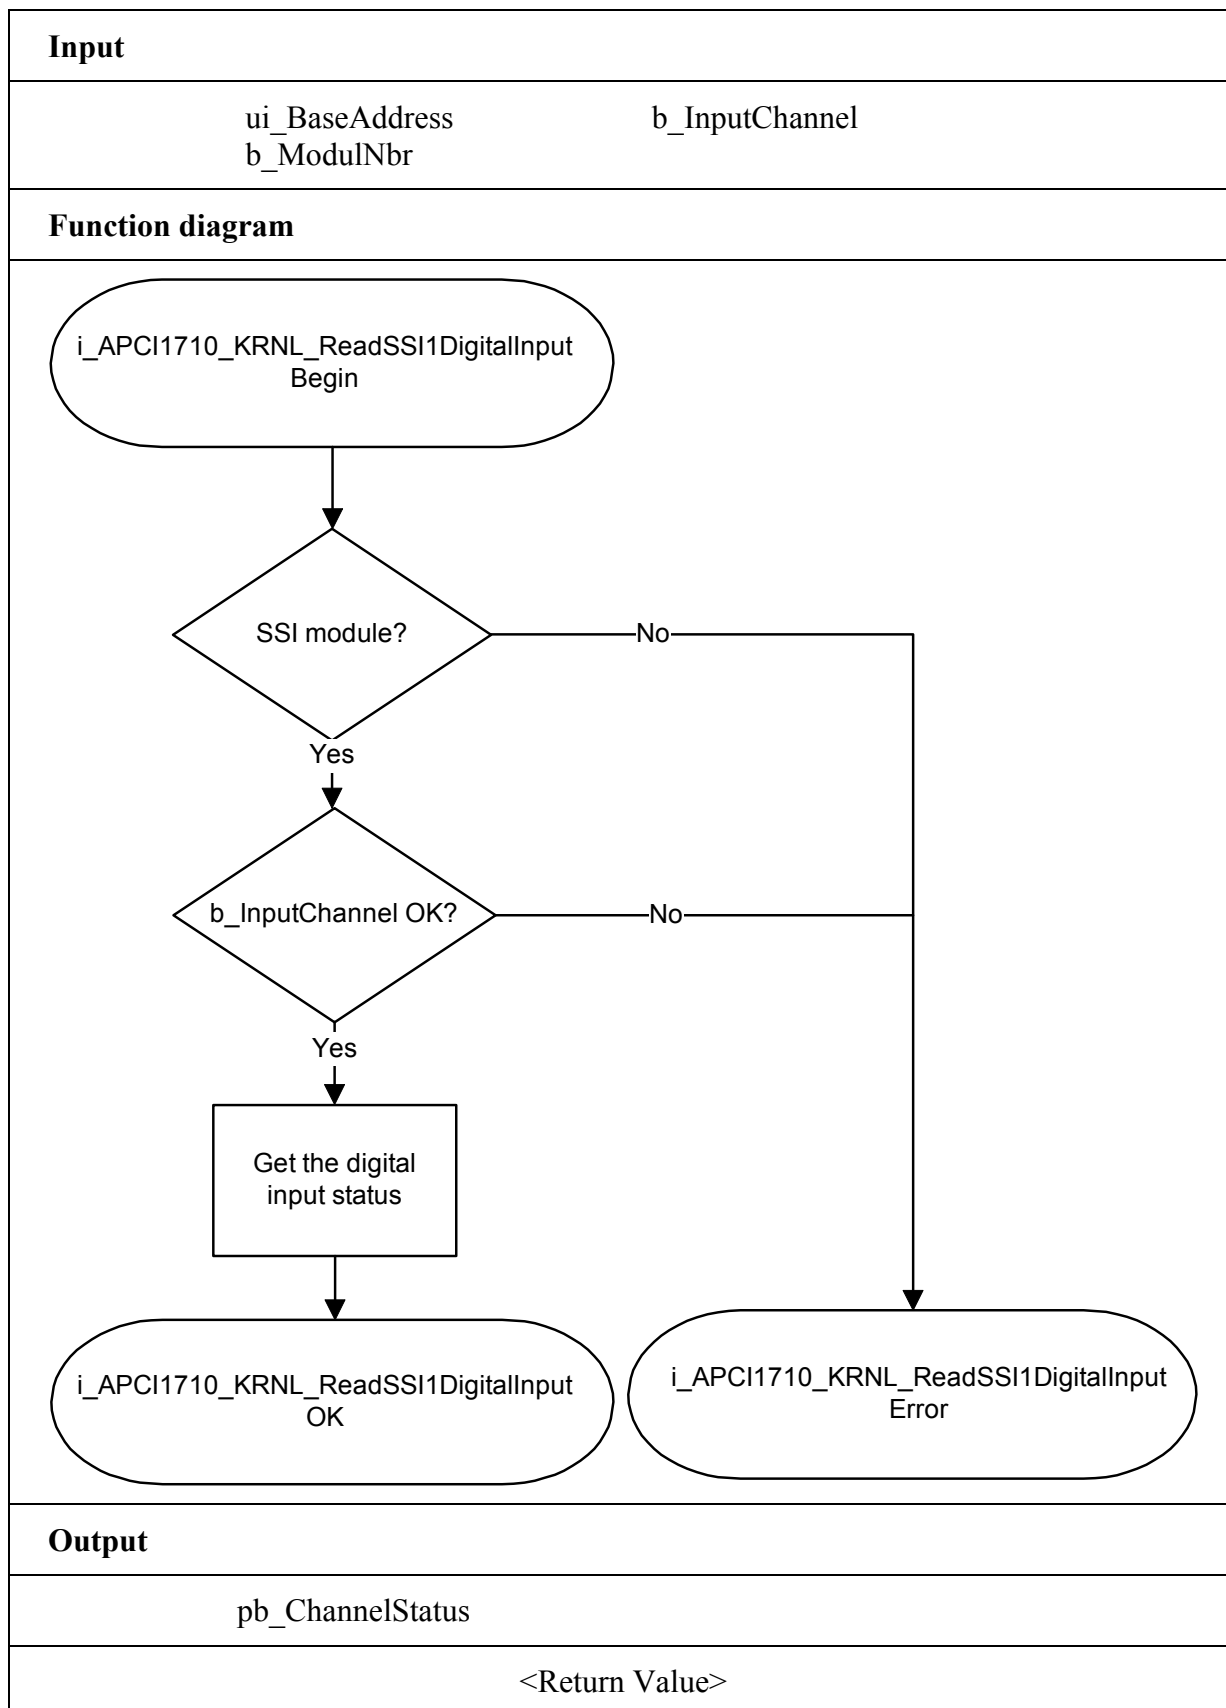 Input
ui_BaseAddress b_InputChannel
b_ModulNbr
Function diagram
i_APCI1710_KRNL_ReadSSI1DigitalInput
Begin
SSI module?
No
Yes
b_InputChannel OK?
No
Yes
Get the digital
input status
i_APCI1710_KRNL_ReadSSI1DigitalInput
OK
i_APCI1710_KRNL_ReadSSI1DigitalInput
Error
Output
pb_ChannelStatus
<Return Value>